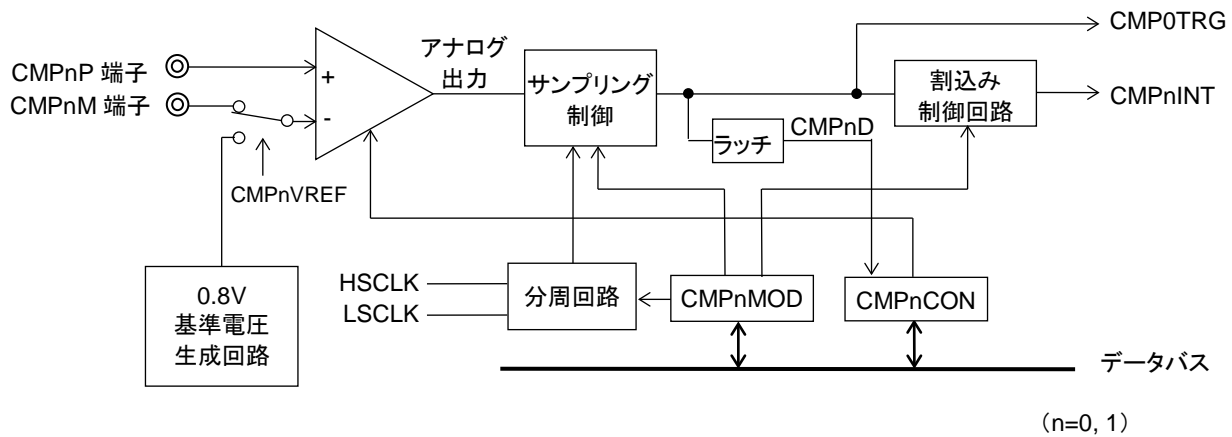 CMP0TRG
CMPnP 端子
CMPnM 端子
+
-
アナログ
出力
サンプリング
制御
割込み
制御回路
CMPnINT
ラッチ
CMPnD
CMPnVREF
0.8V
基準電圧
生成回路
HSCLK
LSCLK
分周回路
CMPnMOD
CMPnCON
データバス
(n=0, 1)